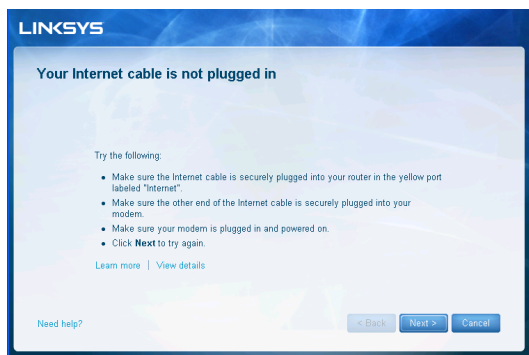 LINKSYS
Your Internet cable is not plugged in
Try the following:
• Make sure the Internet cable is securely plugged into your router in the yellow port
labeled "Internet".
• Make sure the other end of the Internet cable is securely plugged into your
modem.
• Make sure your modem is plugged in and powered on.
• Click Next to try again.
Learn more | View details
Need help?
< Back Next > Cancel